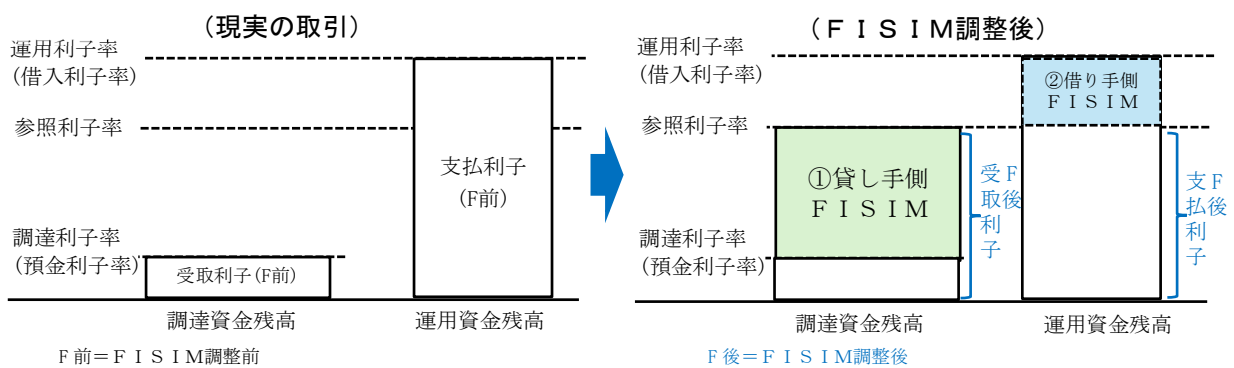 (現実の取引)
運用利子率
(借入利子率)
参照利子率
支払利子
(F前)
調達利子率
(預金利子率)
受取利子(F前)
調達資金残高
運用資金残高
F前=FISIM調整前
(FISIM調整後)
運用利子率
(借入利子率)
②借り手側
FISIM
参照利子率
①貸し手側
FISIM
F後
受取利子
F後
支払利子
調達利子率
(預金利子率)
調達資金残高
運用資金残高
F後=FISIM調整後